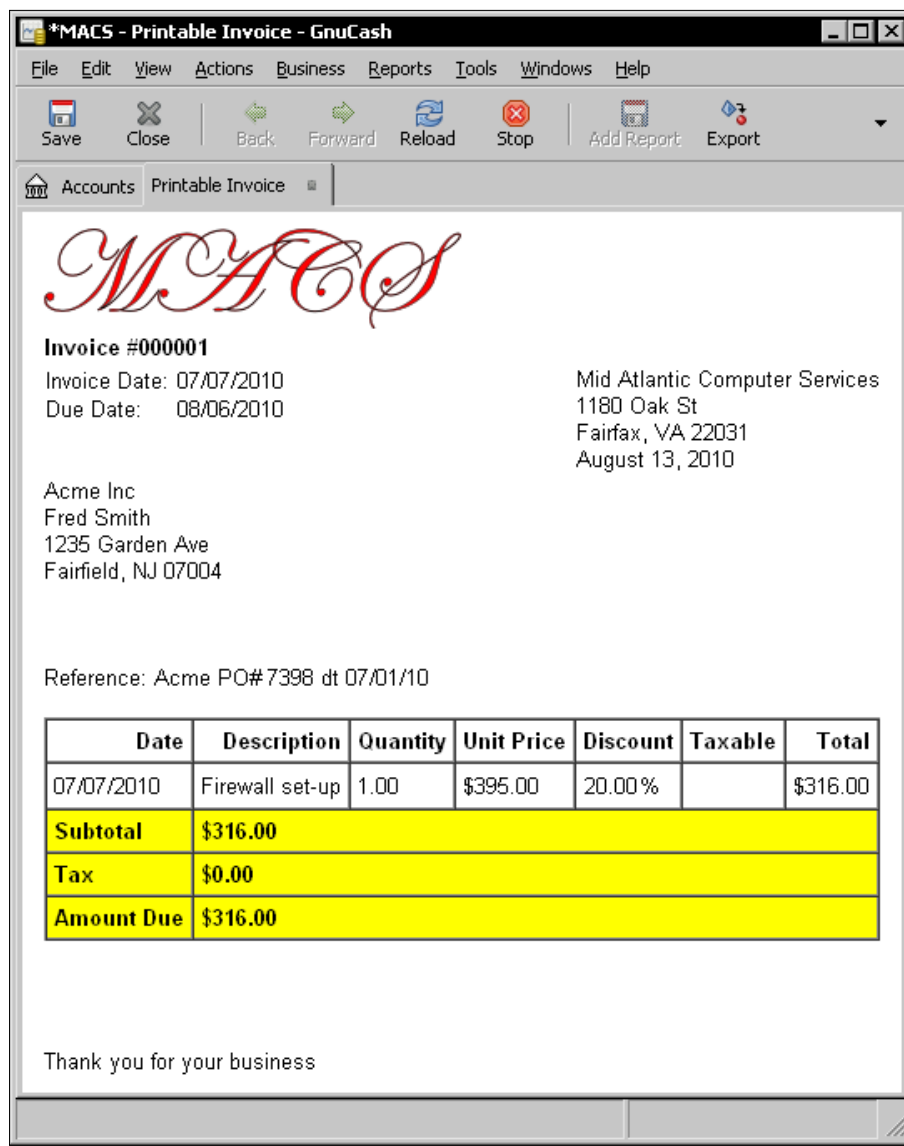 *MACS - Printable Invoice - GnuCash
File Edit View Actions Business Reports Tools Windows Help
Save Close Back Forward Reload Stop Add Report Export
Accounts Printable Invoice
MACS
Invoice #000001
Invoice Date: 07/07/2010
Due Date: 08/06/2010
Mid Atlantic Computer Services
1180 Oak St
Fairfax, VA 22031
August 13, 2010
Acme Inc
Fred Smith
1235 Garden Ave
Fairfield, NJ 07004
Reference: Acme PO# 7398 dt 07/01/10
Date Description Quantity Unit Price Discount Taxable Total
07/07/2010 Firewall set-up 1.00 $395.00 20.00% $316.00
Subtotal $316.00
Tax $0.00
Amount Due $316.00
Thank you for your business